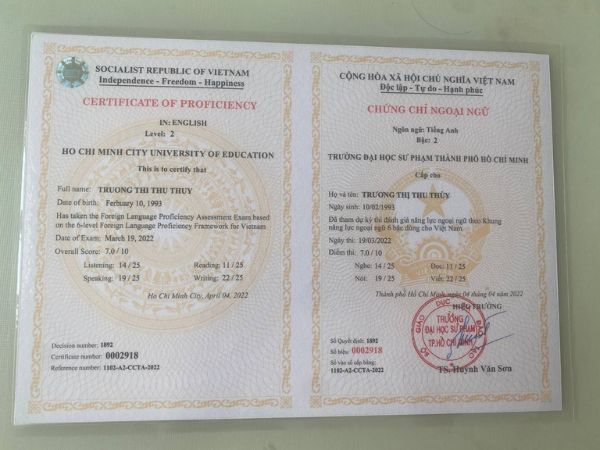 SOCIALIST REPUBLIC OF VIETNAM
Independence - Freedom - Happiness
CERTIFICATE OF PROFICIENCY
IN: ENGLISH
Level: 2
HO CHI MINH CITY UNIVERSITY OF EDUCATION
This is to certify that
Full name: TRUONG THI THU THUY
Date of birth: Ferbuary 10, 1993
Has taken the Foreign Language Proficiency Assessment Exam based
on the 6-level Foreign Language Proficiency Framework for Vietnam
Date of Exam: March 19, 2022
Overall Score: 7.0 / 10
Listening: 14 / 25 Reading: 11 / 25
Speaking: 19 / 25 Writing: 22 / 25
Ho Chi Minh City, April 04, 2022
Decision number: 1892
Certificate number: 0002918
Reference number: 1102-A2-CCTA-2022
CỘNG HÒA XÃ HỘI CHỦ NGHĨA VIỆT NAM
Độc lập - Tự do - Hạnh phúc
CHỨNG CHỈ NGOẠI NGỮ
Ngôn ngữ: Tiếng Anh
Bậc: 2
TRƯỜNG ĐẠI HỌC SƯ PHẠM THÀNH PHỐ HỒ CHÍ MINH
Cấp cho
Họ và tên: TRƯƠNG THỊ THU THỦY
Ngày sinh: 10/02/1993
Đã tham dự kỳ thi đánh giá năng lực ngoại ngữ theo Khung
năng lực ngoại ngữ 6 bậc dùng cho Việt Nam
Ngày thi: 19/03/2022
Điểm thi: 7.0 / 10
Nghe: 14 / 25 Đọc: 11 / 25
Nói: 19 / 25 Viết: 22 / 25
Thành phố Hồ Chí Minh, ngày 04 tháng 04 năm 2022
HIỆU TRƯỞNG
BỘ GIÁO DỤC
TRƯỜNG
ĐẠI HỌC SƯ PHẠM
TP.HỒ CHÍ MINH
Số Quyết định: 1892
Số hiệu: 0002918
Số vào sổ cấp bằng:
1102-A2-CCTA-2022
TS. Huỳnh Văn Sơn